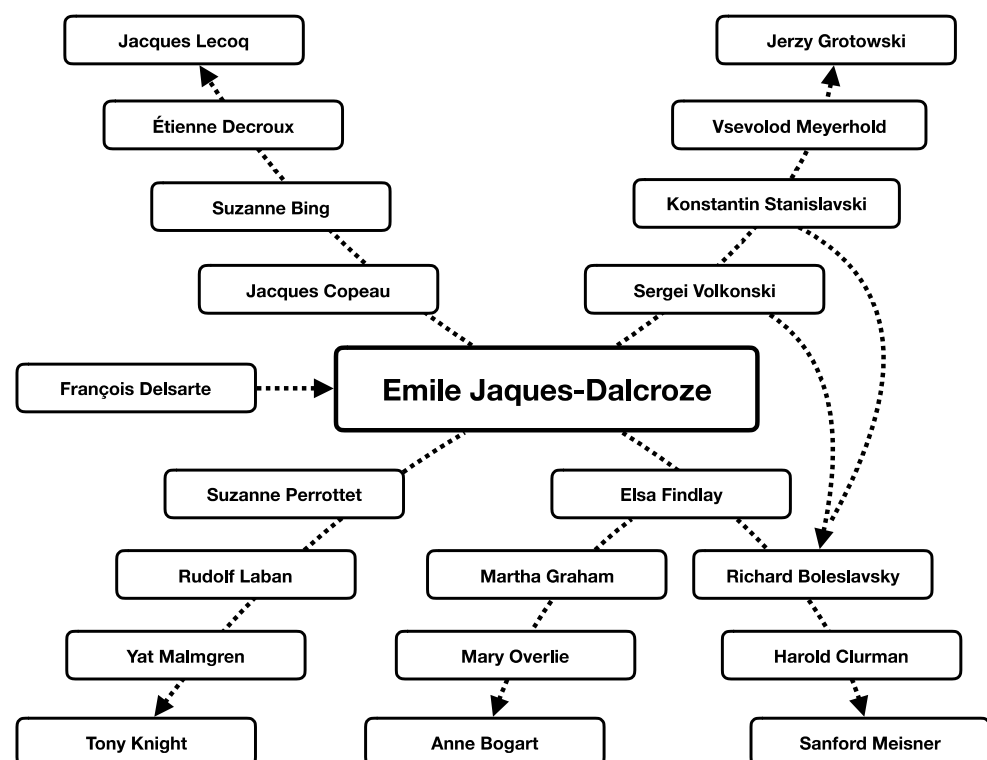 Jacques Lecoq
Jerzy Grotowski
Étienne Decroux
Vsevolod Meyerhold
Suzanne Bing
Konstantin Stanislavski
Jacques Copeau
Sergei Volkonski
François Delsarte
Emile Jaques-Dalcroze
Suzanne Perrottet
Elsa Findlay
Rudolf Laban
Martha Graham
Richard Boleslavsky
Yat Malmgren
Mary Overlie
Harold Clurman
Tony Knight
Anne Bogart
Sanford Meisner